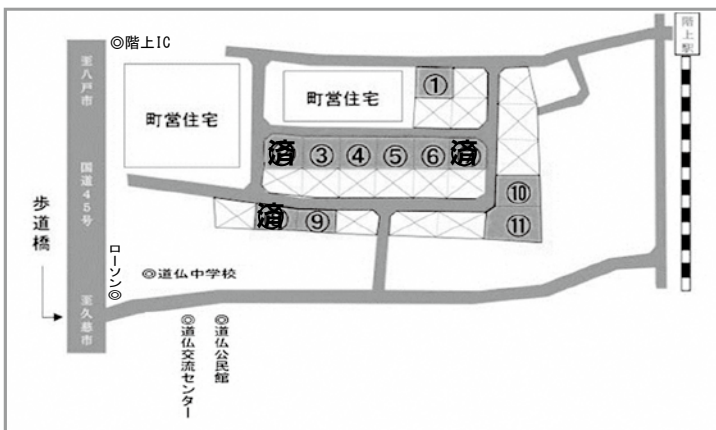 ◎階上IC
階上駅
至八戸市
町営住宅
町営住宅
①
済 ③ ④ ⑤ ⑥ 済
国道45号
⑩
済 ⑨
⑪
歩道橋
ローソン◎
◎道仏中学校
至久慈市
◎道仏交流センター
◎道仏公民館